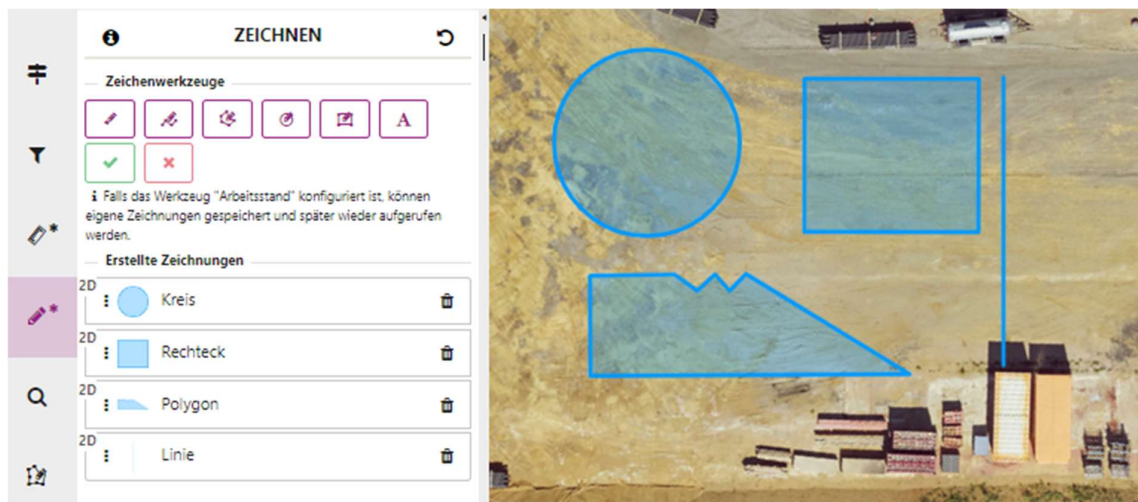 ZEICHNEN
Zeichenwerkzeuge
A
Falls das Werkzeug "Arbeitsstand" konfiguriert ist, können
eigene Zeichnungen gespeichert und später wieder aufgerufen
werden.
Erstellte Zeichnungen
2D
Kreis
2D
Rechteck
2D
Polygon
2D
Linie